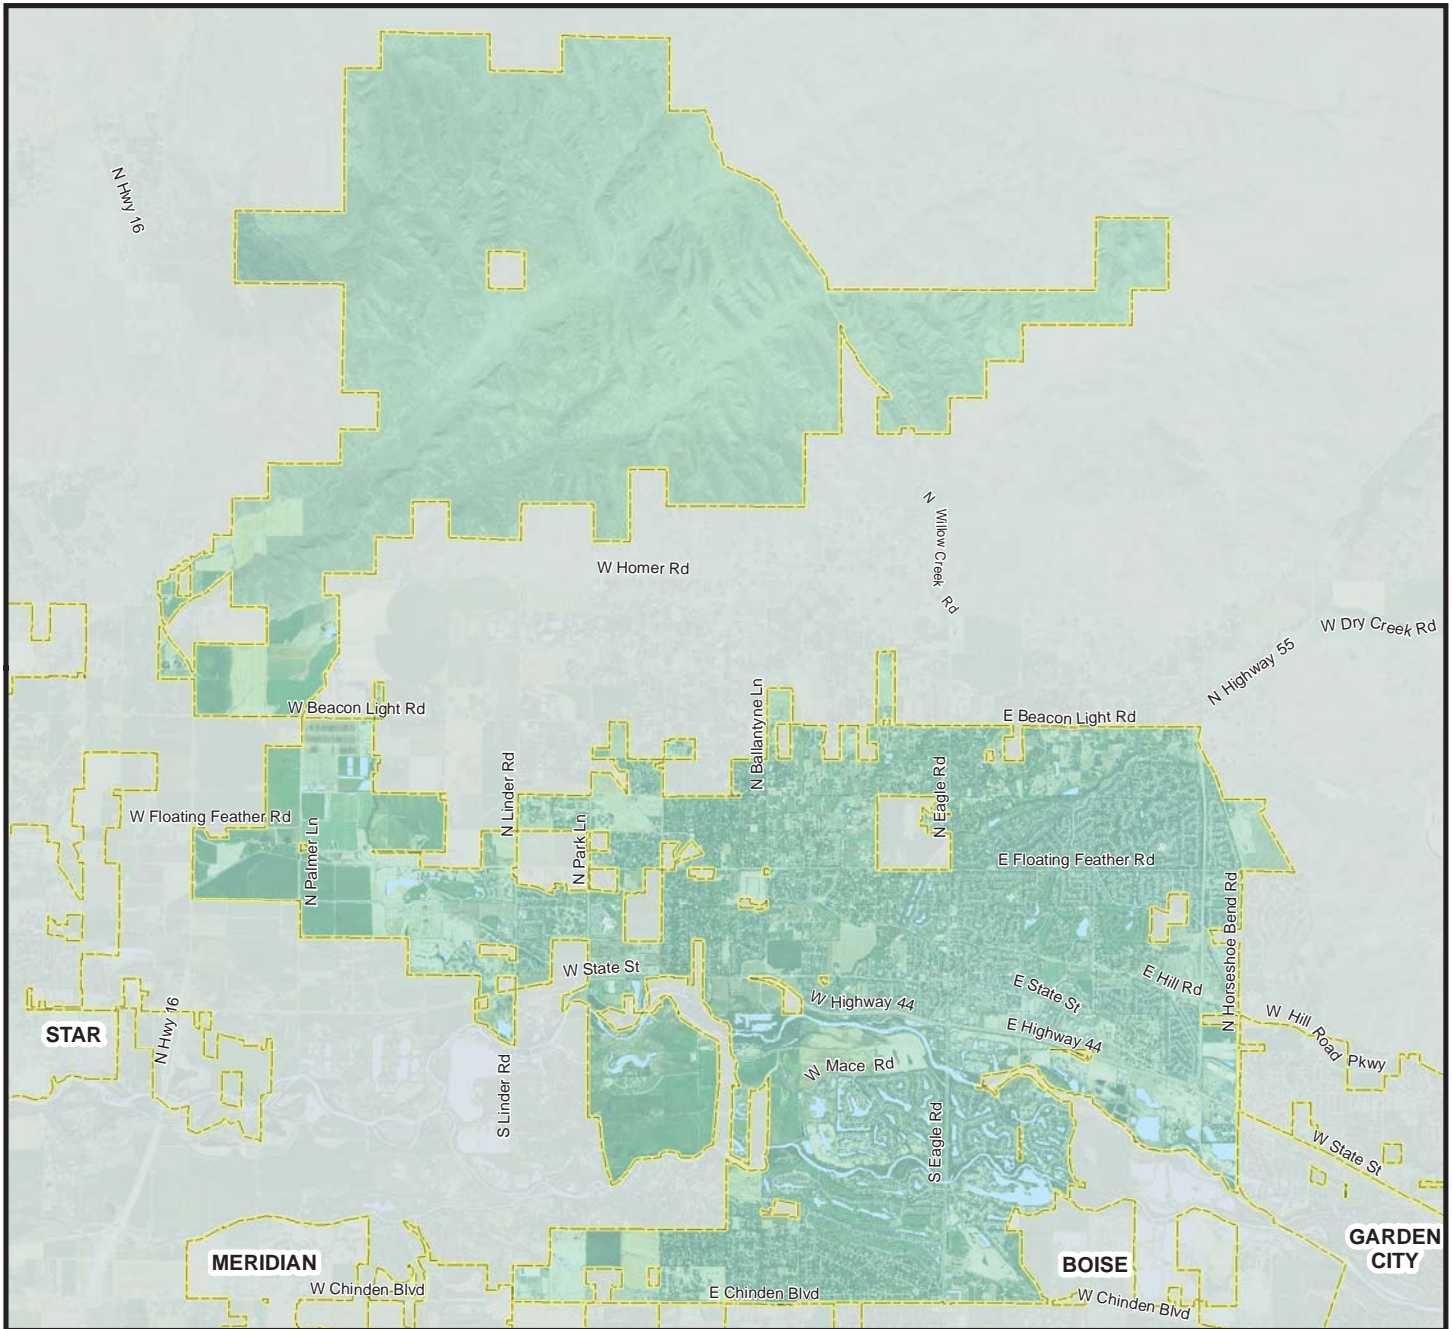 N Hwy 16
N Willow Creek Rd
W Homer Rd
W Dry Creek Rd
N Highway 55
W Beacon Light Rd
N Ballantyne Ln
E Beacon Light Rd
N Linder Rd
N Eagle Rd
W Floating Feather Rd
N Palmer Ln
N Park Ln
E Floating Feather Rd
N Horseshoe Bend Rd
W State St
E State St
E Hill Rd
W Highway 44
E Highway 44
W Hill Road Pkwy
STAR
N Hwy 16
S Linder Rd
W Mace Rd
S Eagle Rd
W State St
MERIDIAN
BOISE
GARDEN
CITY
W Chinden Blvd
E Chinden Blvd
W Chinden Blvd